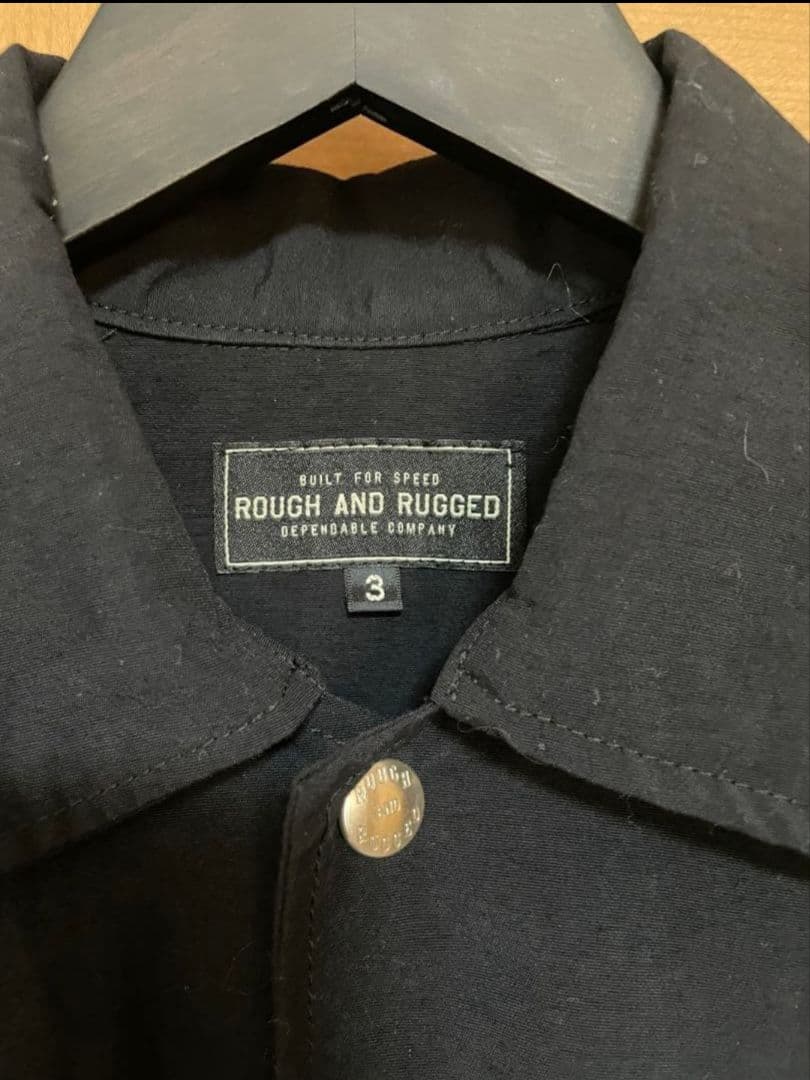 BUILT FOR SPEED
ROUGH AND RUGGED
DEPENDABLE COMPANY
3
ROUGH
AND
RUGGED